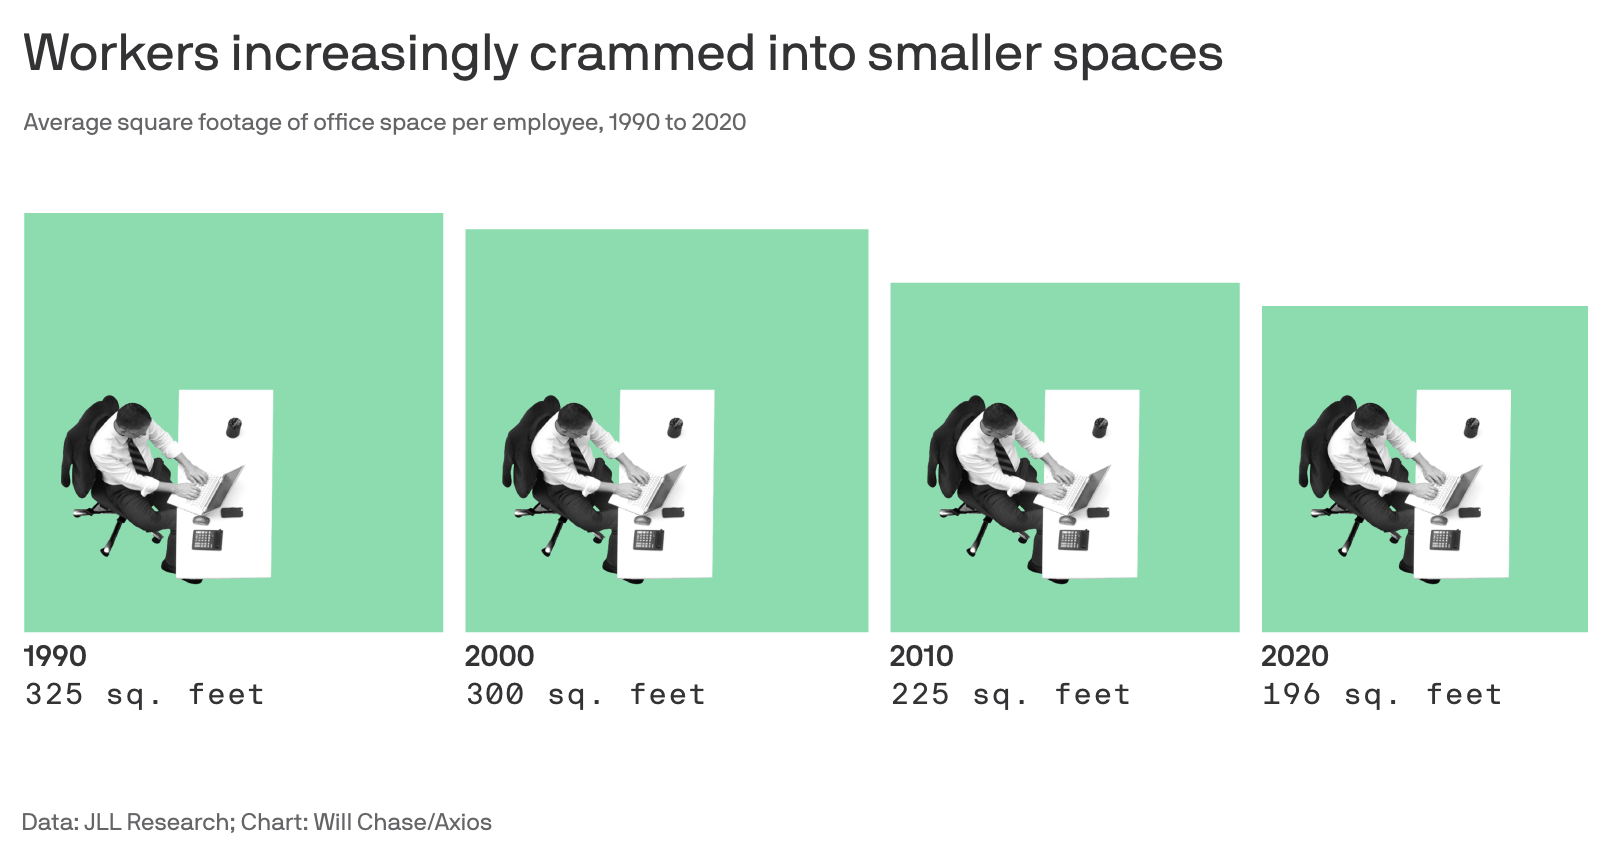 Workers increasingly crammed into smaller spaces
Average square footage of office space per employee, 1990 to 2020
1990
325 sq. feet
2000
300 sq. feet
2010
225 sq. feet
2020
196 sq. feet
Data: JLL Research; Chart: Will Chase/Axios